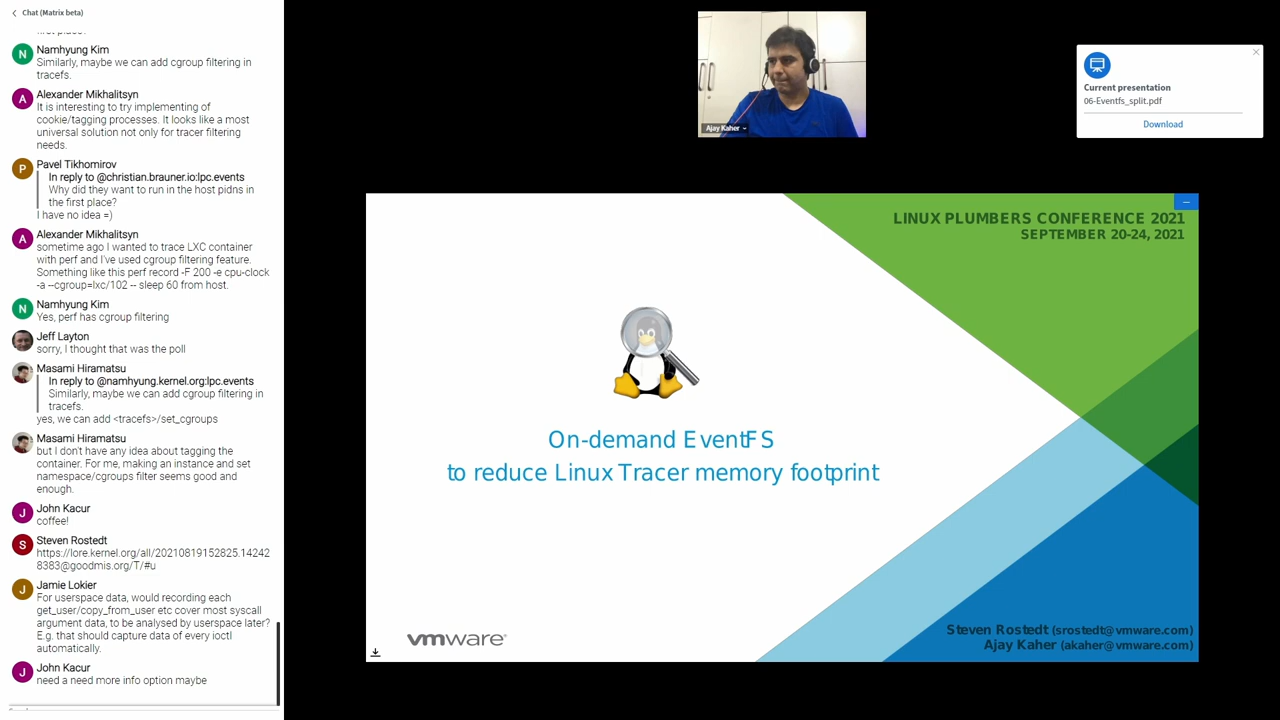 Chat (Matrix beta)
first place?
Namhyung Kim
Similarly, maybe we can add cgroup filtering in
tracefs.
Alexander Mikhalitsyn
It is interesting to try implementing of
cookie/tagging processes. It looks like a most
universal solution not only for tracer filtering
needs.
Pavel Tikhomirov
In reply to @christian.brauner.io:lpc.events
Why did they want to run in the host pidns in
the first place?
I have no idea =)
Alexander Mikhalitsyn
sometime ago I wanted to trace LXC container
with perf and I've used cgroup filtering feature.
Something like this perf record -F 200 -e cpu-clock
-a --cgroup=lxc/102 -- sleep 60 from host.
Namhyung Kim
Yes, perf has cgroup filtering
Jeff Layton
sorry, I thought that was the poll
Masami Hiramatsu
In reply to @namhyung.kernel.org:lpc.events
Similarly, maybe we can add cgroup filtering in
tracefs.
yes, we can add <tracefs>/set_cgroups
Masami Hiramatsu
but I don't have any idea about tagging the
container. For me, making an instance and set
namespace/cgroups filter seems good and
enough.
John Kacur
coffee!
Steven Rostedt
https://lore.kernel.org/all/20210819152825.14242
8383@goodmis.org/T/#u
Jamie Lokier
For userspace data, would recording each
get_user/copy_from_user etc cover most syscall
argument data, to be analysed by userspace later?
E.g. that should capture data of every ioctl
automatically.
John Kacur
need a need more info option maybe
Ajay Kaher
Current presentation
06-Eventfs_split.pdf
Download
LINUX PLUMBERS CONFERENCE 2021
SEPTEMBER 20-24, 2021
On-demand EventFS
to reduce Linux Tracer memory footprint
vmware®
Steven Rostedt (srostedt@vmware.com)
Ajay Kaher (akaher@vmware.com)